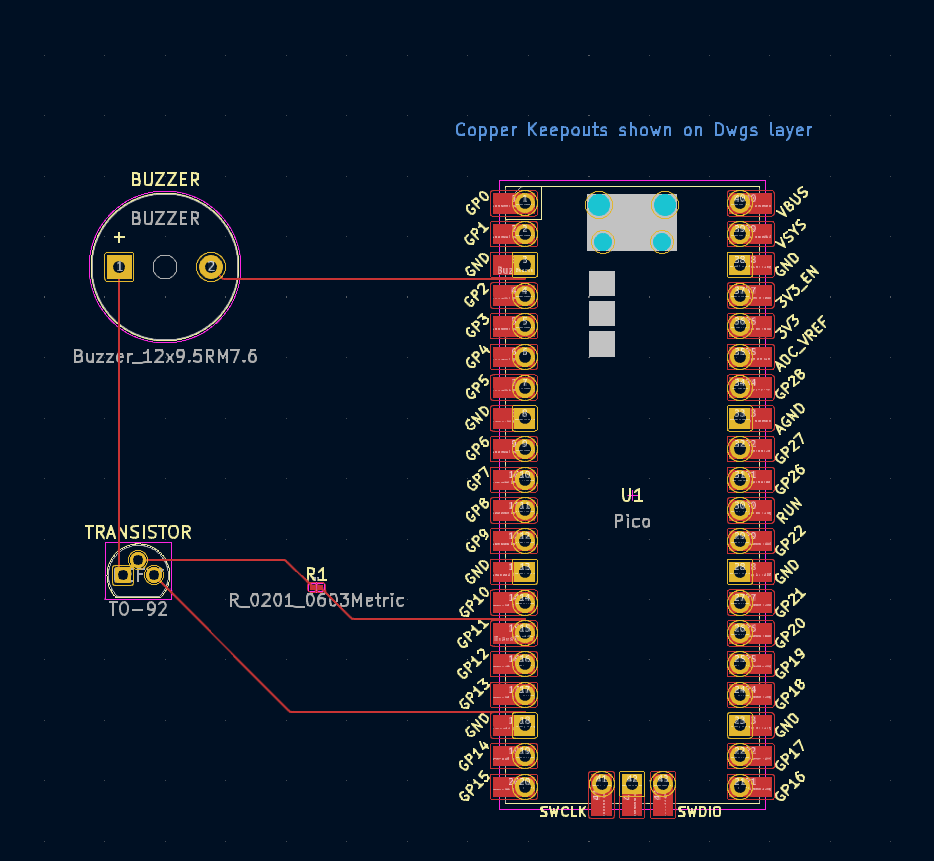 Copper Keepouts shown on Dwgs layer
BUZZER
BUZZER
+
1
2
Buzzer_12x9.5RM7.6
TRANSISTOR
TO-92
R1
R_0201_0603Metric
U1
Pico
GP0
GP1
GND
GP2
GP3
GP4
GP5
GND
GP6
GP7
GP8
GP9
GND
GP10
GP11
GP12
GP13
GND
GP14
GP15
VBUS
VSYS
GND
3V3_EN
3V3
ADC_VREF
GP28
AGND
GP27
GP26
RUN
GP22
GND
GP21
GP20
GP19
GP18
GND
GP17
GP16
SWCLK
SWDIO